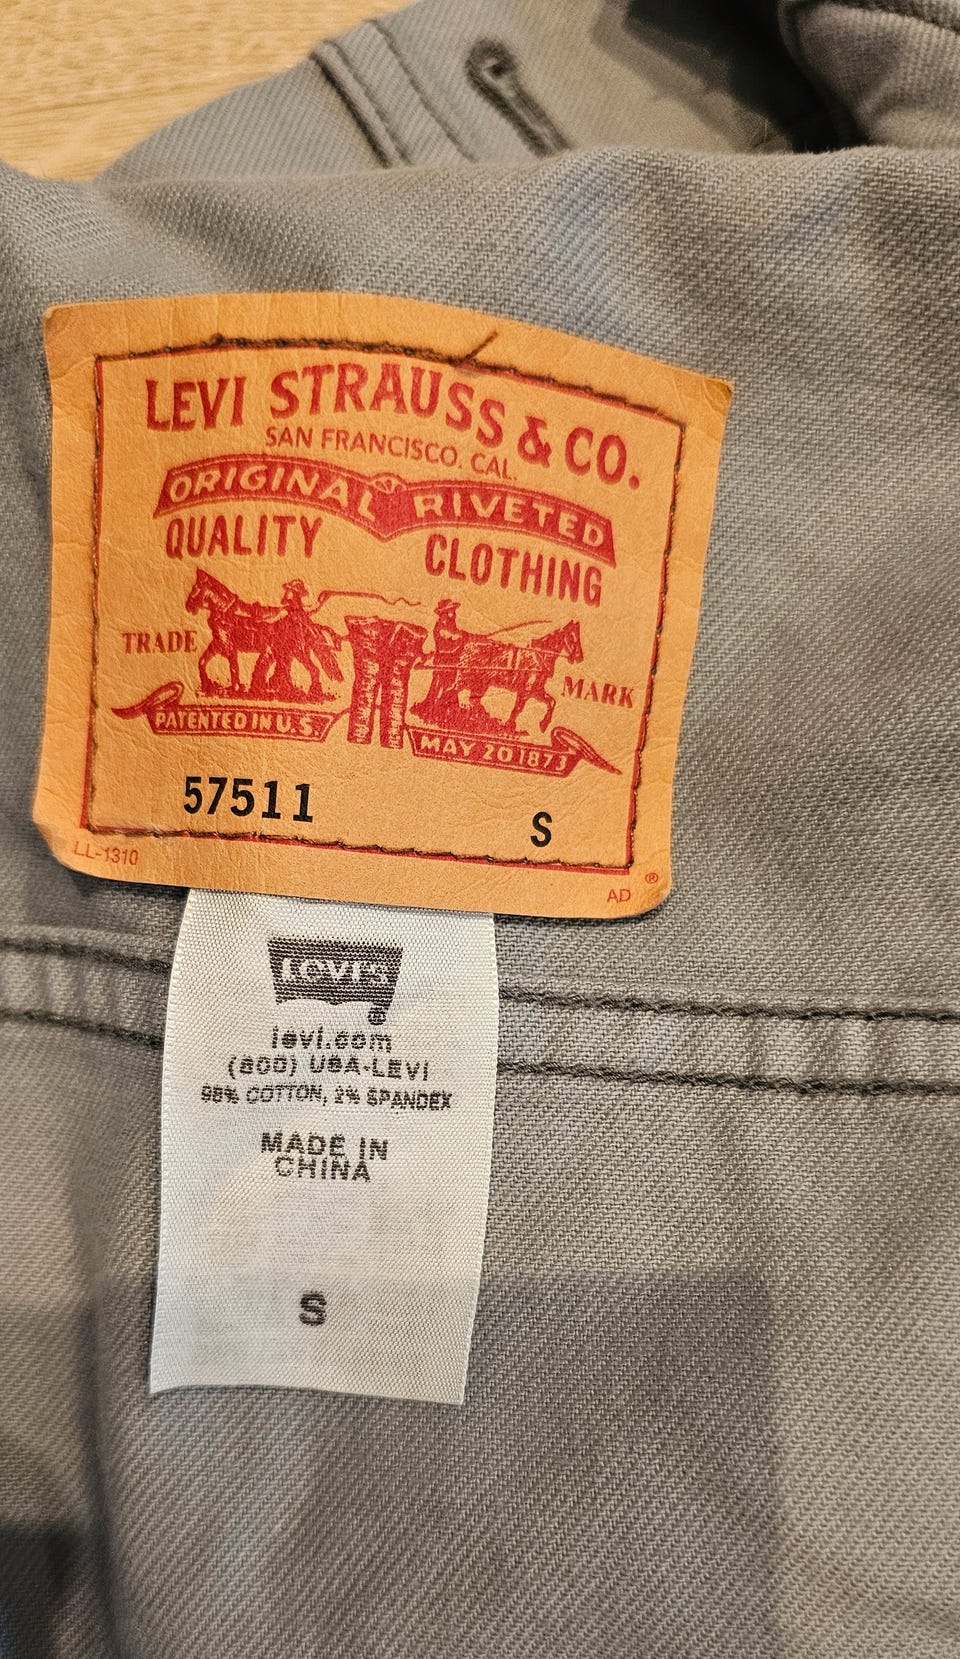 LEVI STRAUSS & CO.
SAN FRANCISCO. CAL.
ORIGINAL RIVETED
QUALITY CLOTHING
TRADE MARK
PATENTED IN U.S. MAY 20 1873
57511 S
LL-1310 AD ®
LEVI'S
®
levi.com
(800) USA-LEVI
98% COTTON, 2% SPANDEX
MADE IN
CHINA
S